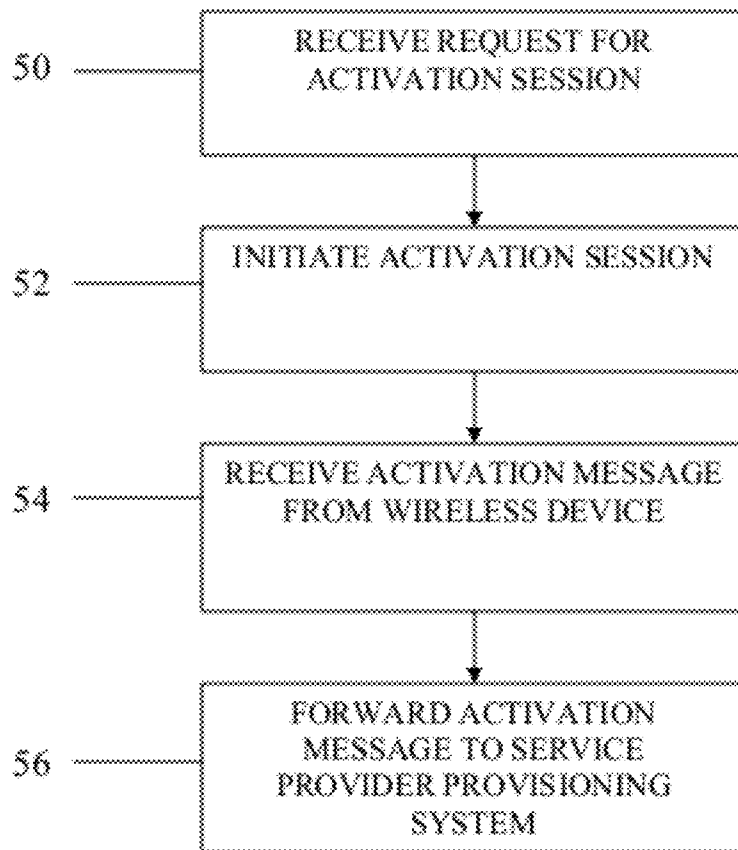 50
RECEIVE REQUEST FOR
ACTIVATION SESSION
52
INITIATE ACTIVATION SESSION
54
RECEIVE ACTIVATION MESSAGE
FROM WIRELESS DEVICE
56
FORWARD ACTIVATION
MESSAGE TO SERVICE
PROVIDER PROVISIONING
SYSTEM